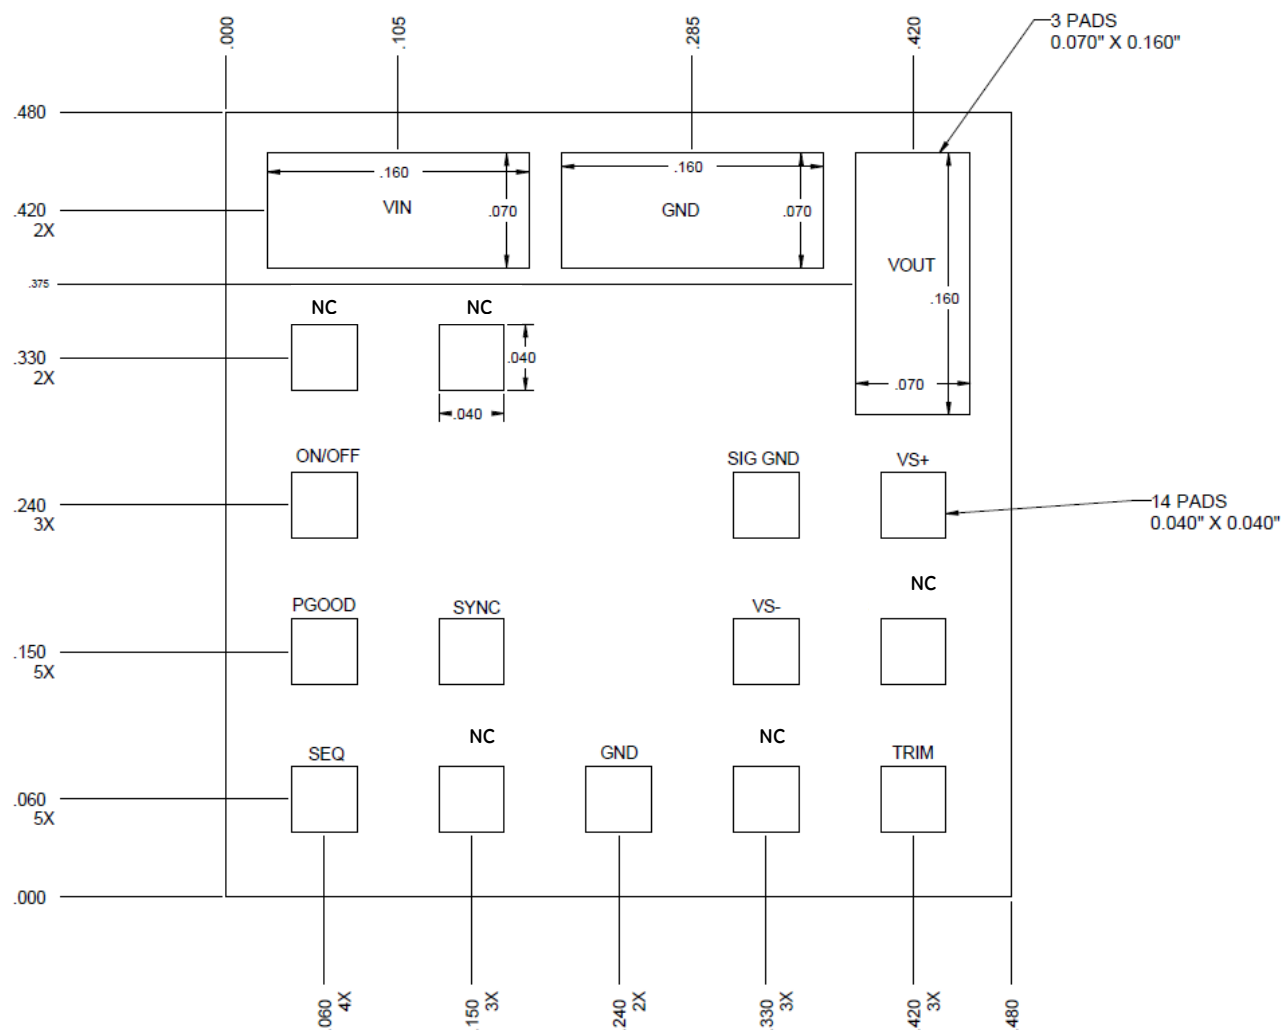 .000
.105
.285
.420
3 PADS
0.070" X 0.160"
.480
.160
.160
.420
2X
VIN
.070
GND
.070
VOUT
.375
.160
NC
NC
.330
2X
.040
.070
.040
ON/OFF
SIG GND
VS+
.240
3X
14 PADS
0.040" X 0.040"
NC
PGOOD
SYNC
VS-
.150
5X
NC
NC
SEQ
GND
TRIM
.060
5X
.000
.060
4X
.150
3X
.240
2X
.330
3X
.420
3X
.480